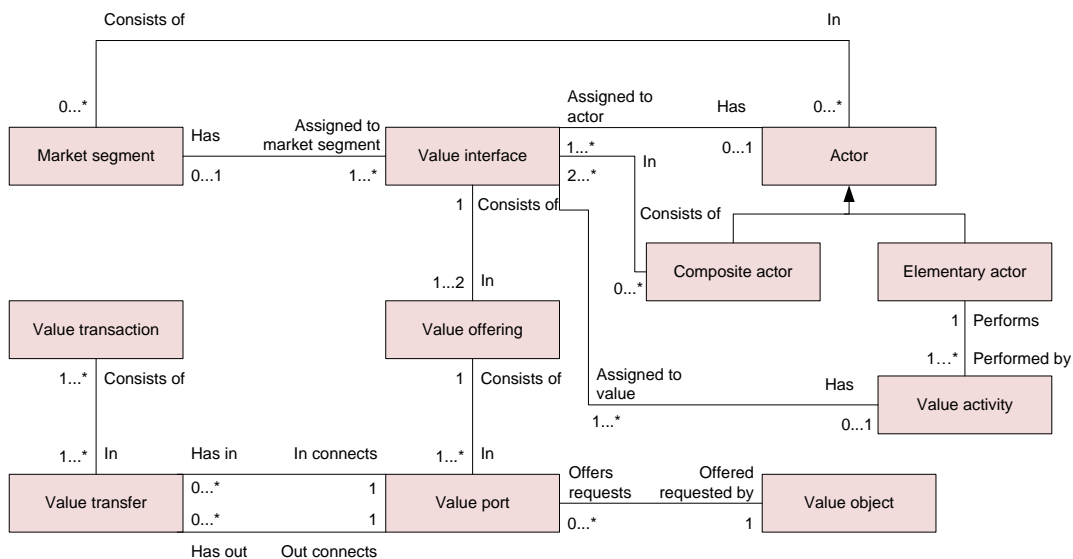 Consists of
In
0...*
0...*
Has
Assigned to
market segment
Assigned to
actor
Has
Market segment
0...1
1...*
Value interface
1...*
2...*
In
0...1
Actor
1
Consists of
Consists of
Composite actor
Elementary actor
1...2
In
0...*
Value transaction
Value offering
1
Performs
1...*
Consists of
1
Consists of
1…*
Performed by
Assigned to
value
Has
1...*
0...1
Value activity
1...*
In
Has in
In connects
1...*
In
Offers
requests
Offered
requested by
Value transfer
0...*
1
0...*
1
Value port
0...*
1
Value object
Has out
Out connects